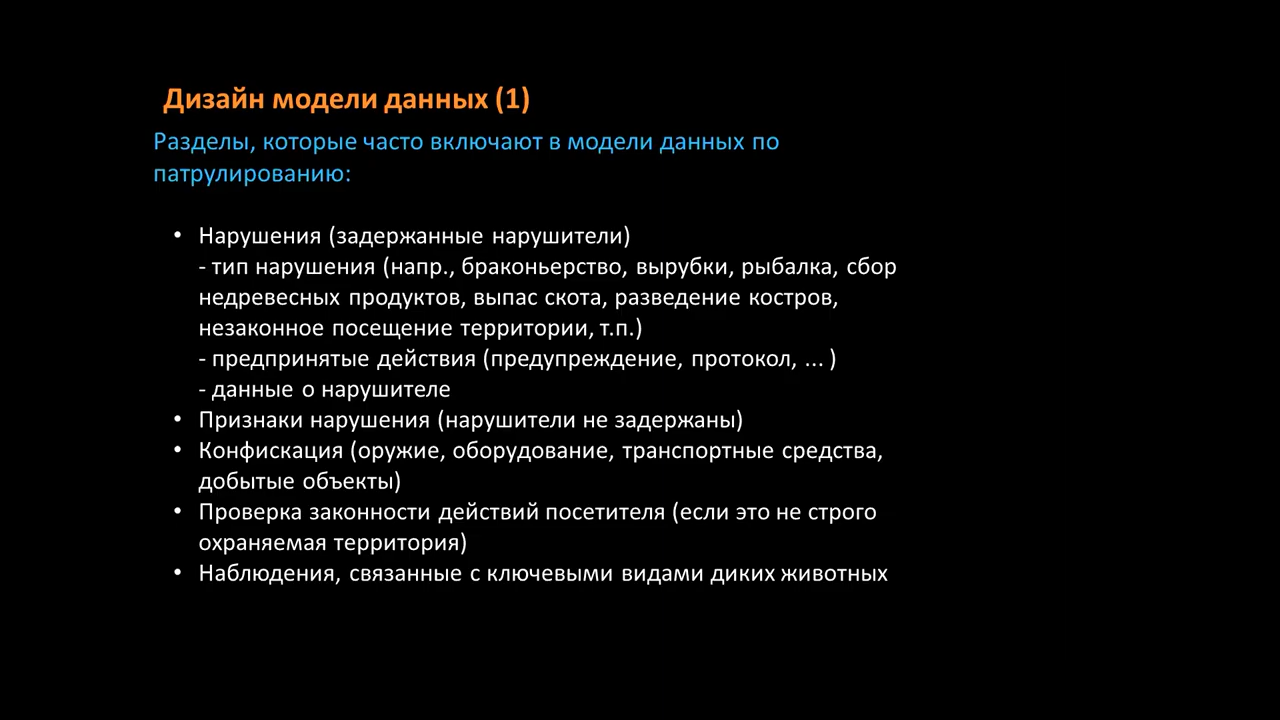 Дизайн модели данных (1)
Разделы, которые часто включают в модели данных по
патрулированию:
• Нарушения (задержанные нарушители)
- тип нарушения (напр., браконьерство, вырубки, рыбалка, сбор
недревесных продуктов, выпас скота, разведение костров,
незаконное посещение территории, т.п.)
- предпринятые действия (предупреждение, протокол, ... )
- данные о нарушителе
• Признаки нарушения (нарушители не задержаны)
• Конфискация (оружие, оборудование, транспортные средства,
добытые объекты)
• Проверка законности действий посетителя (если это не строго
охраняемая территория)
• Наблюдения, связанные с ключевыми видами диких животных